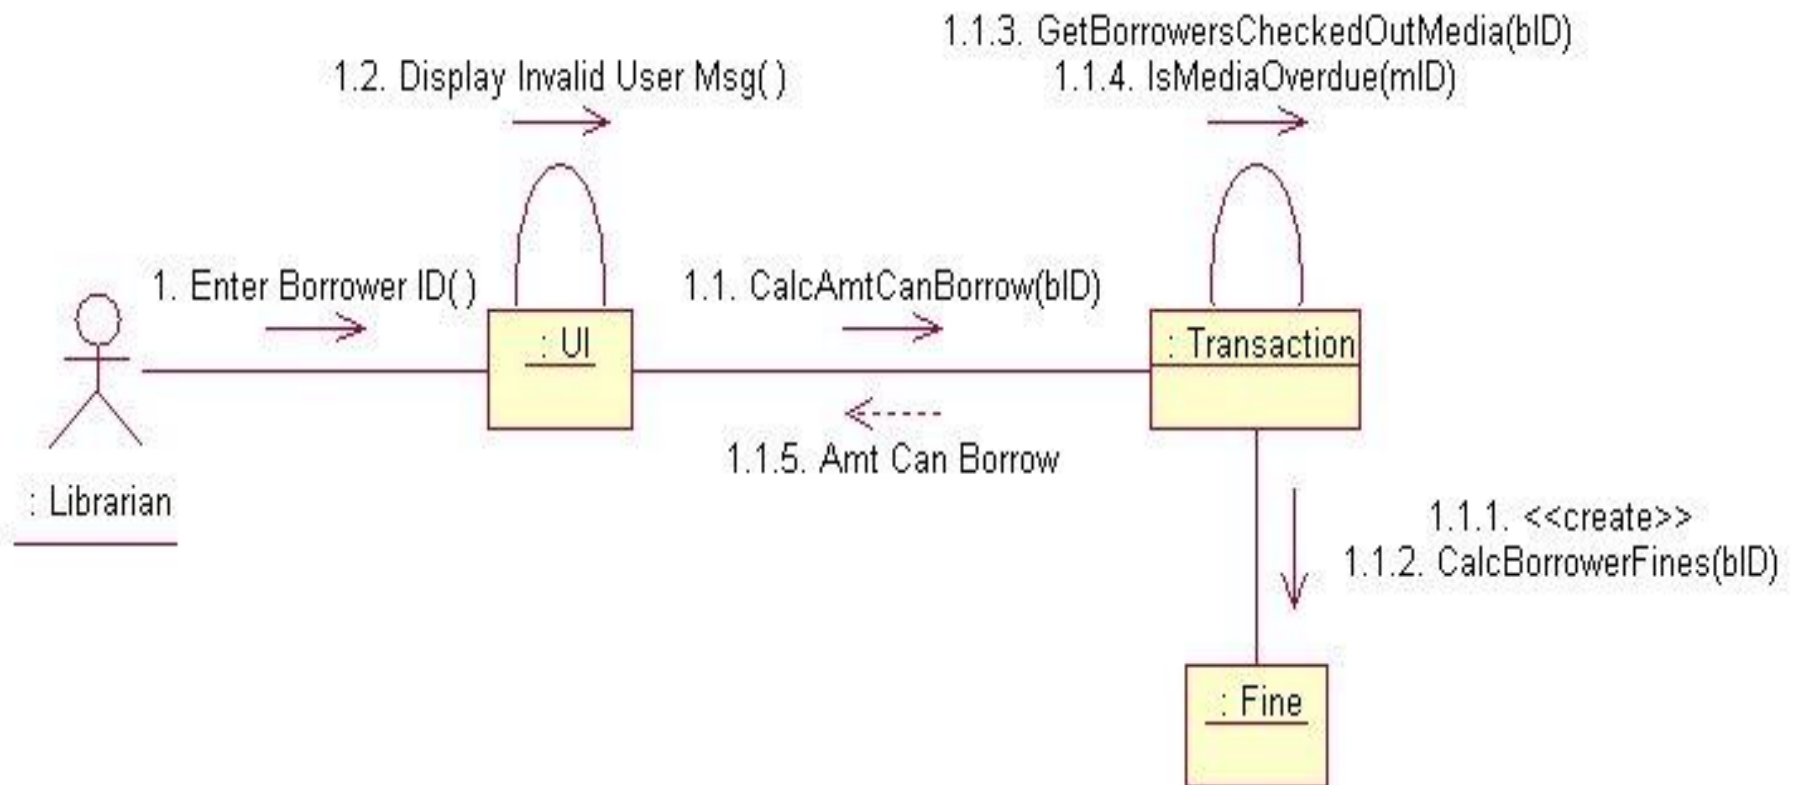 1.1.3. GetBorrowersCheckedOutMedia(bID)
1.2. Display Invalid User Msg( )
1.1.4. IsMediaOverdue(mID)
1. Enter Borrower ID( )
1.1. CalcAmtCanBorrow(bID)
: UI
: Transaction
1.1.5. Amt Can Borrow
: Librarian
1.1.1. <<create>>
1.1.2. CalcBorrowerFines(bID)
: Fine